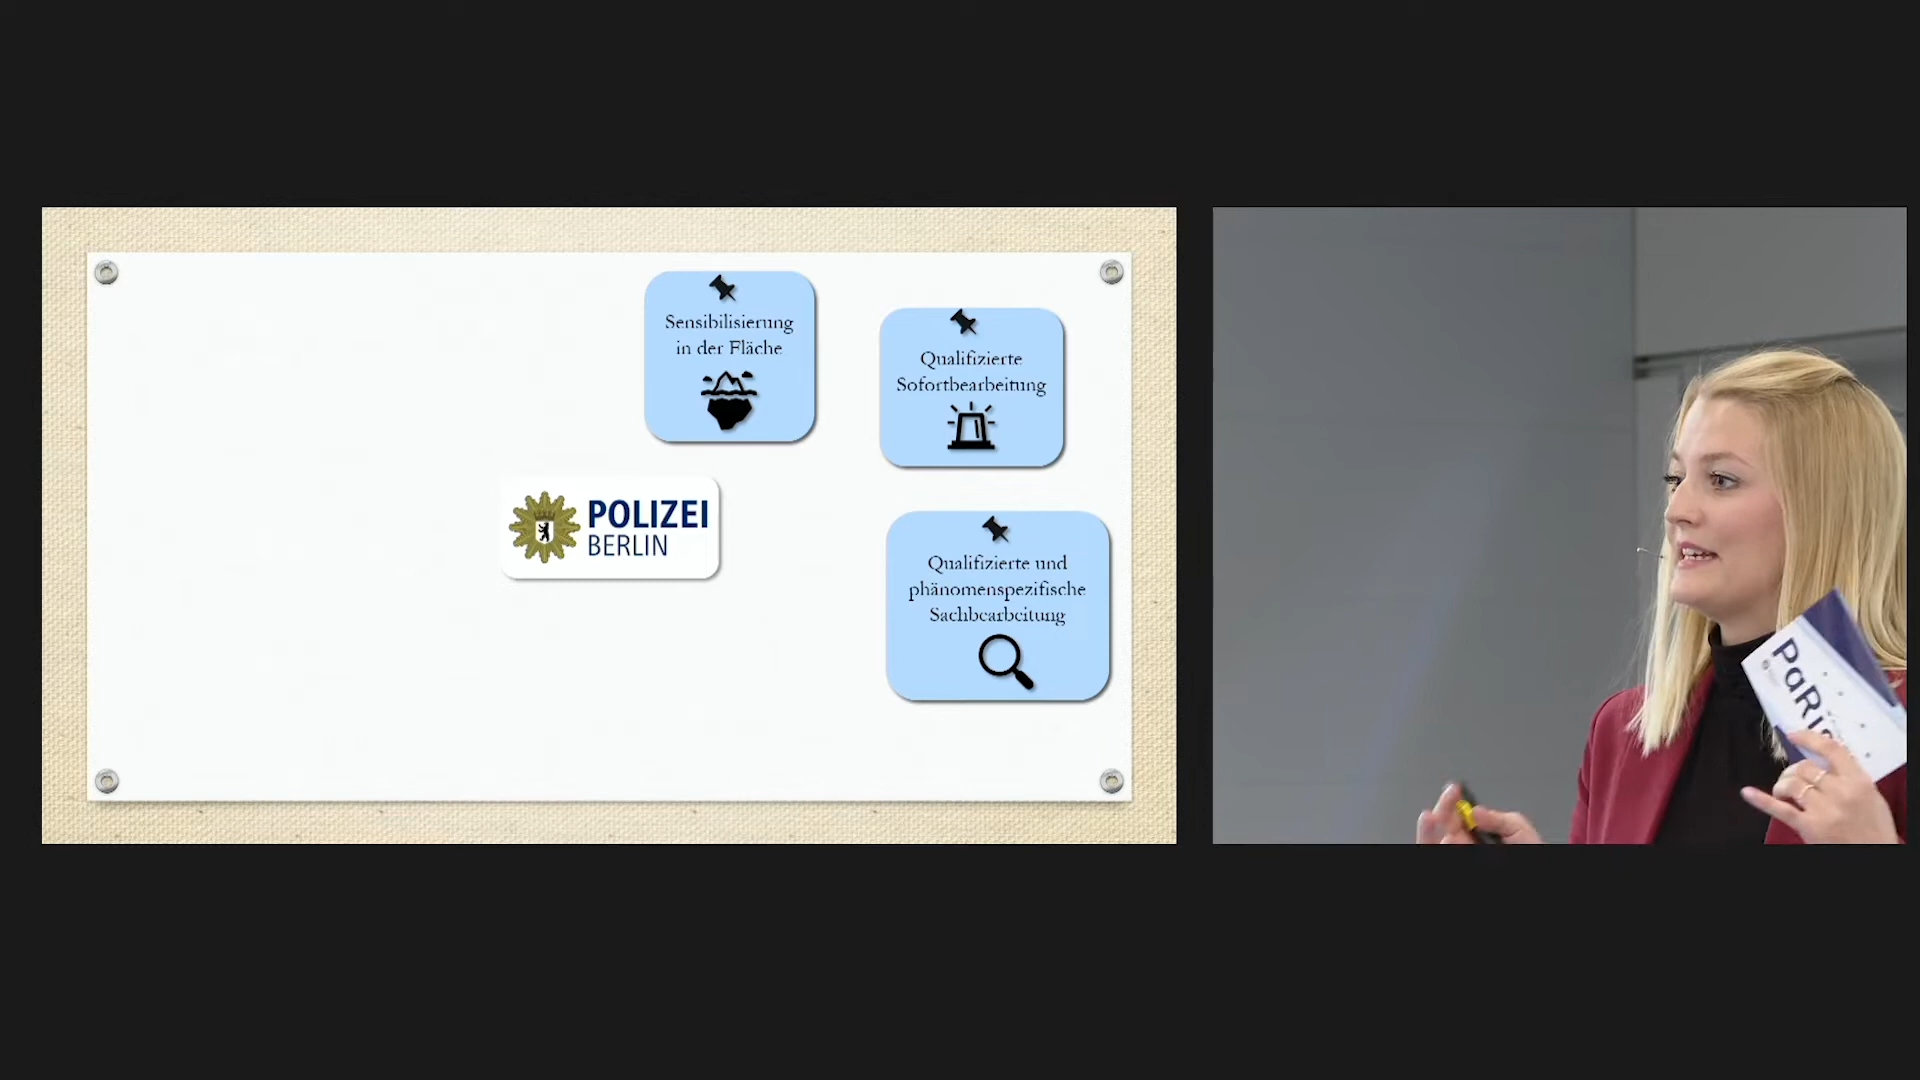 Sensibilisierung
in der Fläche
Qualifizierte
Sofortbearbeitung
POLIZEI
BERLIN
Qualifizierte und
phänomenspezifische
Sachbearbeitung